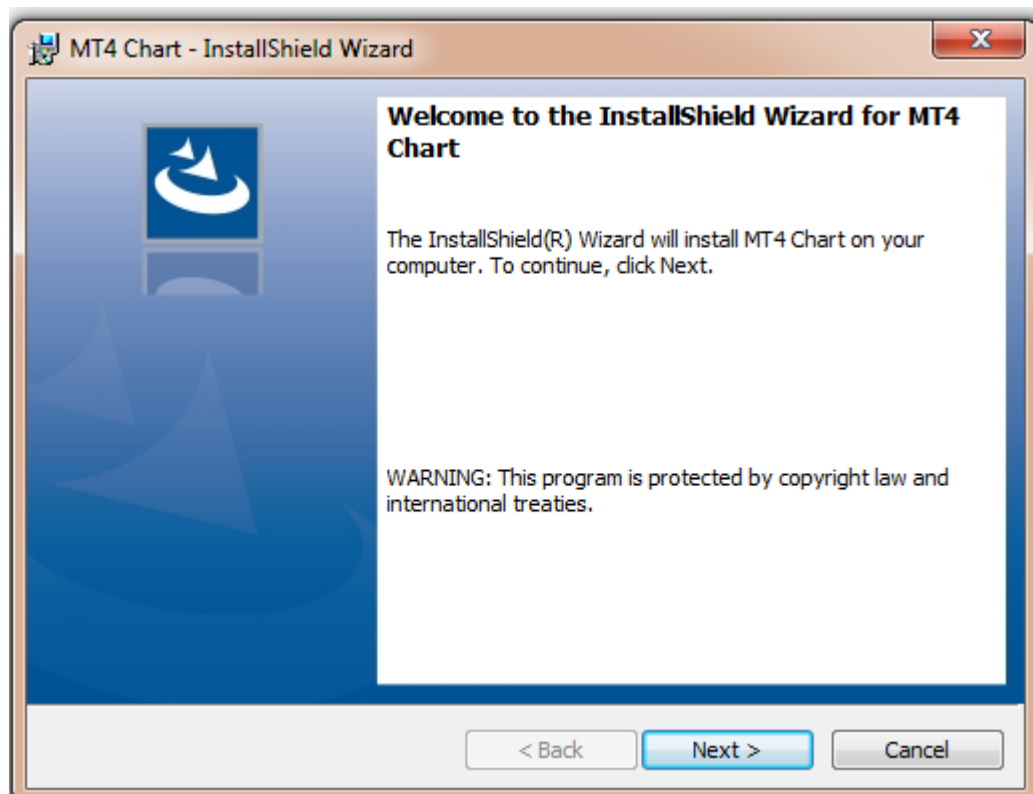 MT4 Chart - InstallShield Wizard
Welcome to the InstallShield Wizard for MT4
Chart
The InstallShield(R) Wizard will install MT4 Chart on your
computer. To continue, click Next.
WARNING: This program is protected by copyright law and
international treaties.
< Back
Next >
Cancel